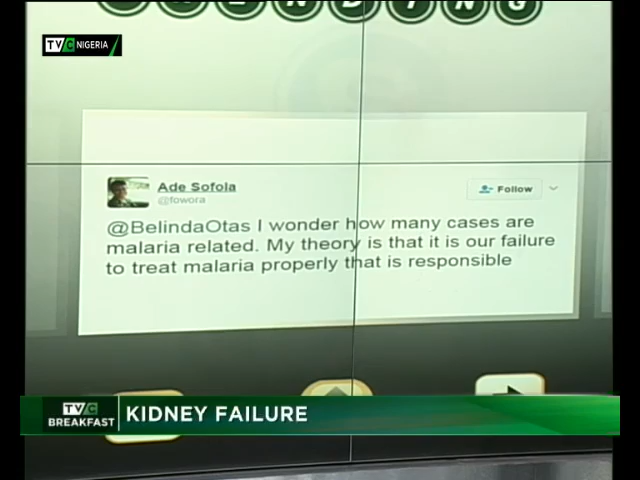 TRENDING
TVC NIGERIA
Ade Sofola
@fowora
Follow
@BelindaOtas I wonder how many cases are
malaria related. My theory is that it is our failure
to treat malaria properly that is responsible
TVC
BREAKFAST
KIDNEY FAILURE